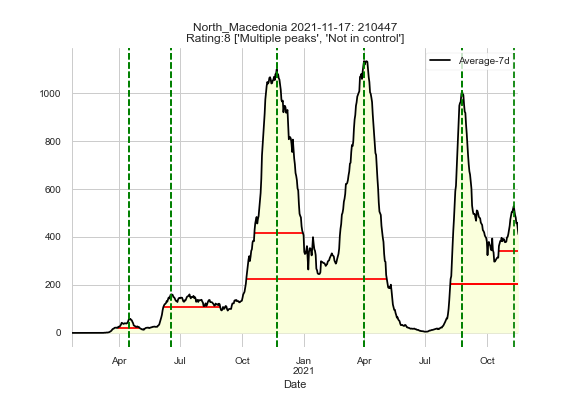 North_Macedonia 2021-11-17: 210447
Rating:8 ['Multiple peaks', 'Not in control']
Average-7d
1000
800
600
400
200
0
Apr Jul Oct Jan Apr Jul Oct
2021
Date